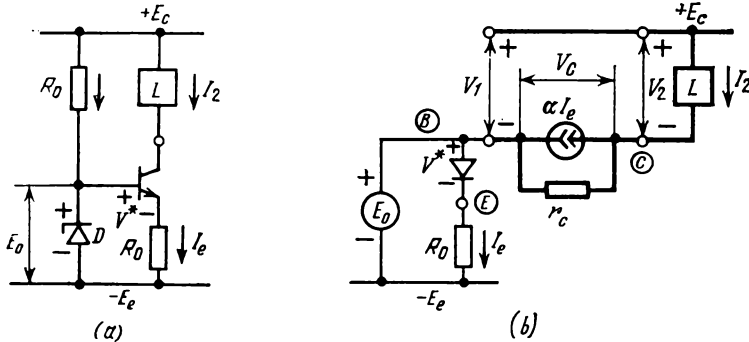 +E_c
R_0
L
I_2
V*
+
−
E_0
+
−
D
R_0
I_e
−E_e
(a)
+E_c
+
V_1
−
V_c
αI_e
r_c
+
V_2
−
L
I_2
B
C
+
E_0
−
+
V*
−
E
R_0
I_e
−E_e
(b)